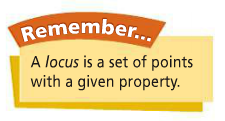 Remember...
A locus is a set of points
with a given property.